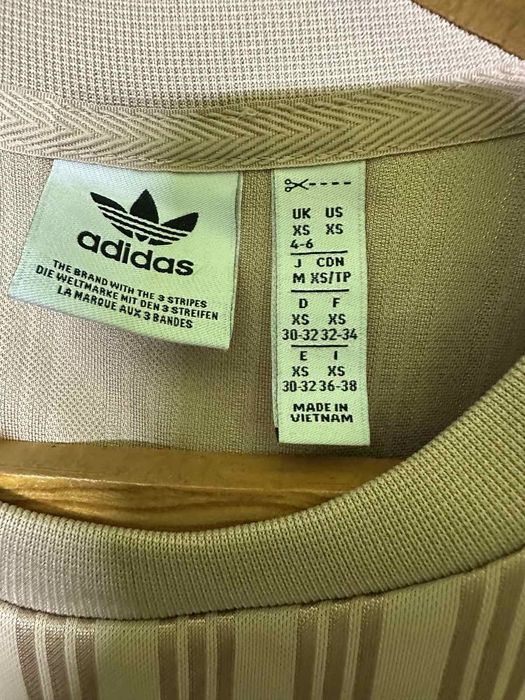 adidas
THE BRAND WITH THE 3 STRIPES
DIE WELTMARKE MIT DEN 3 STREIFEN
LA MARQUE AUX 3 BANDES
UK US
XS XS
4-6
J CDN
M XS/TP
D F
XS XS
30-32 32-34
E I
XS XS
30-32 36-38
MADE IN
VIETNAM